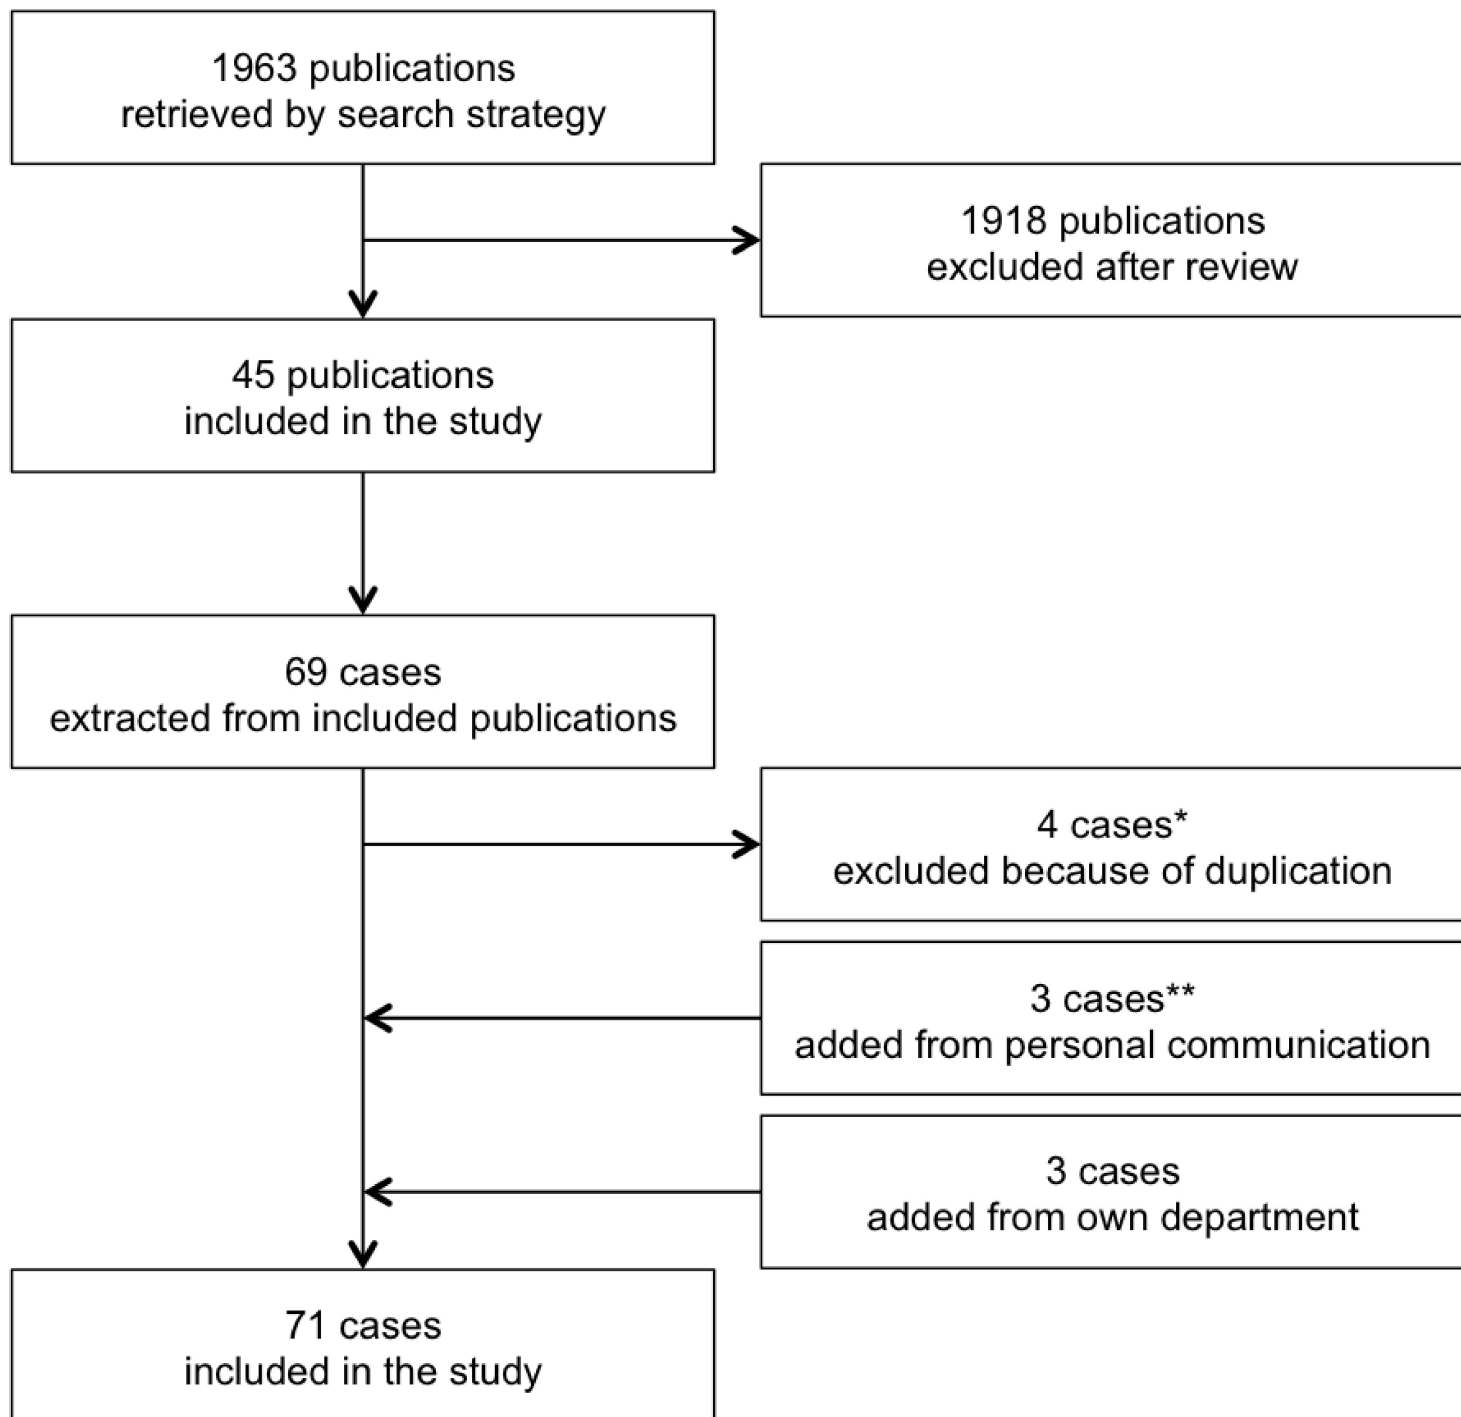 1963 publications
retrieved by search strategy
1918 publications
excluded after review
45 publications
included in the study
69 cases
extracted from included publications
4 cases*
excluded because of duplication
3 cases**
added from personal communication
3 cases
added from own department
71 cases
included in the study